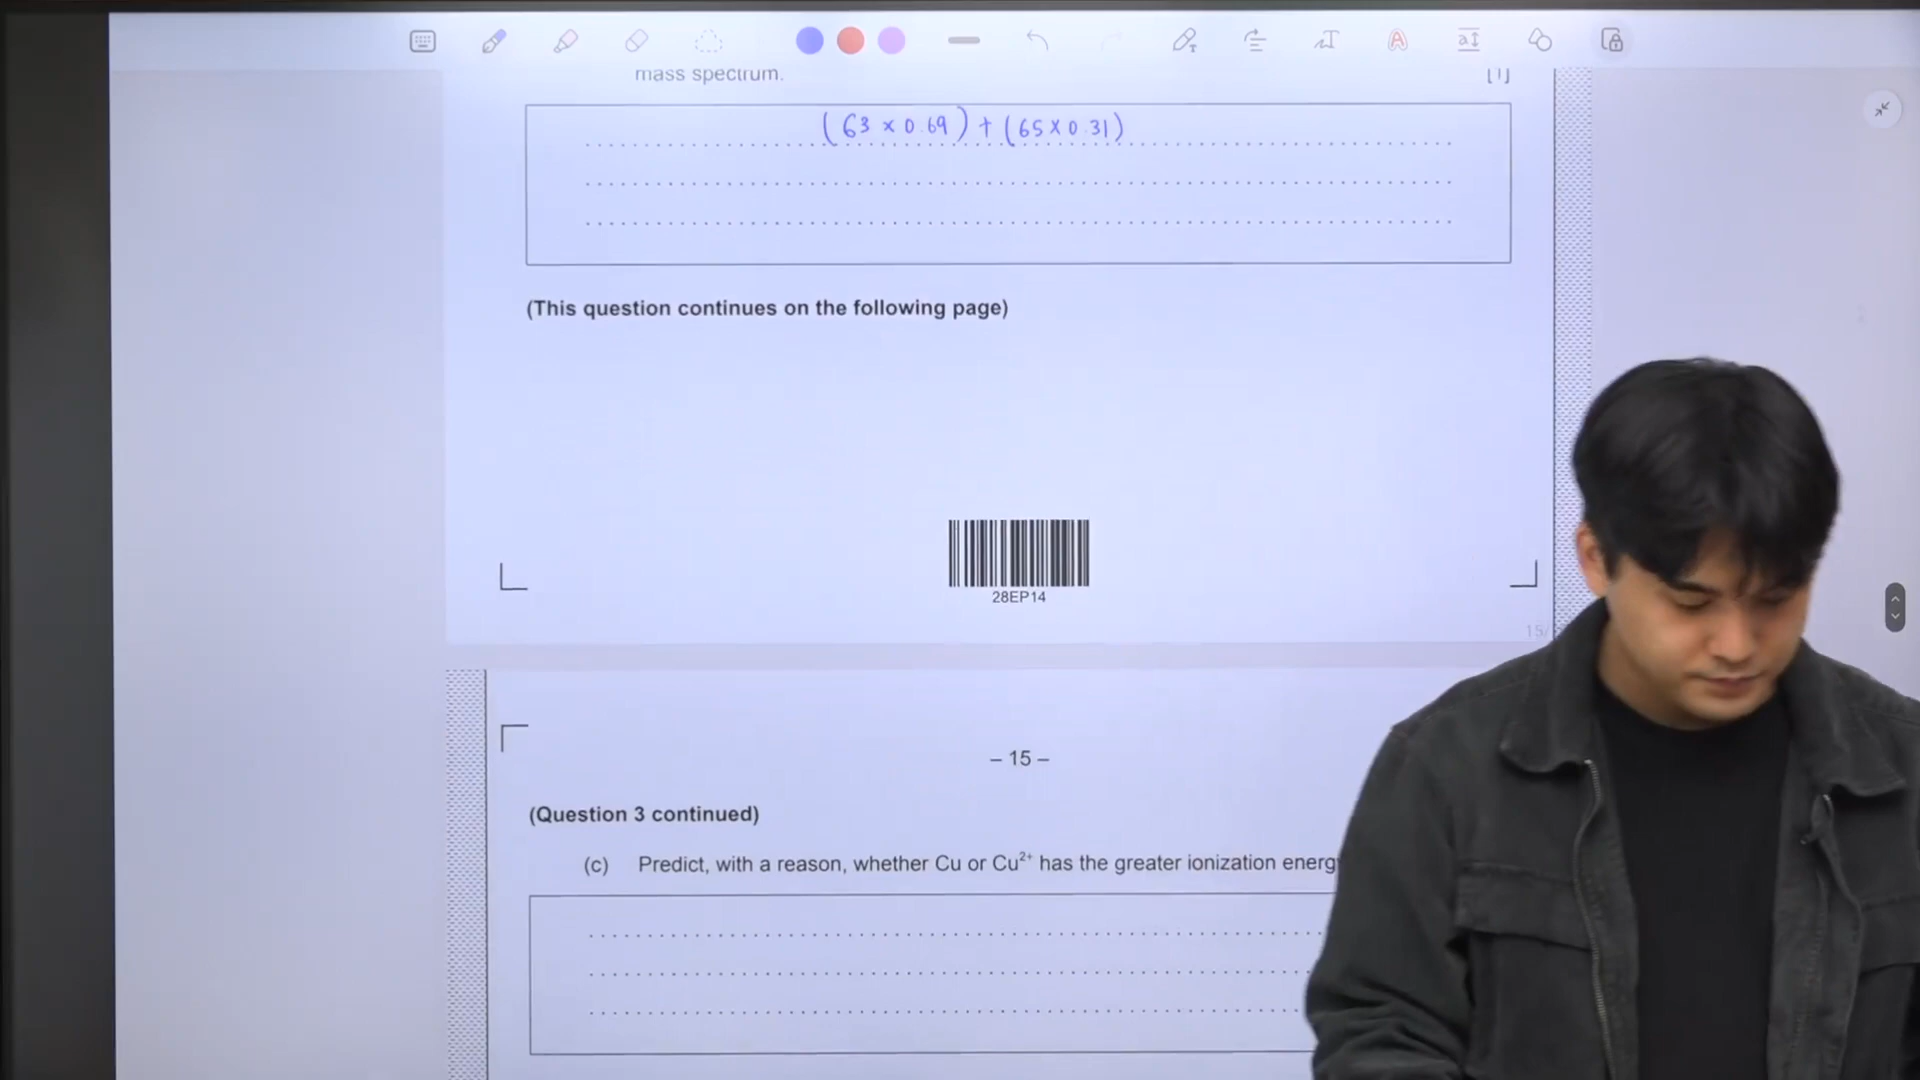 mass spectrum.
[1]
(63 × 0.69) + (65 × 0.31)
(This question continues on the following page)
28EP14
15/
– 15 –
(Question 3 continued)
(c) Predict, with a reason, whether Cu or Cu²⁺ has the greater ionization energ